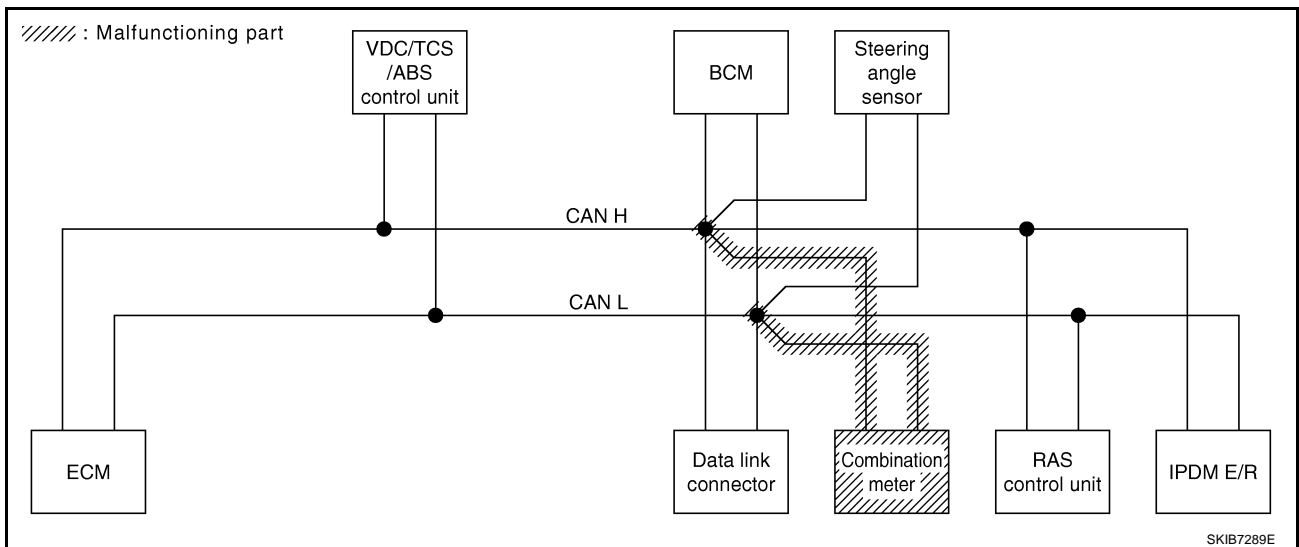 : Malfunctioning part
VDC/TCS
/ABS
control unit
BCM
Steering
angle
sensor
CAN H
CAN L
ECM
Data link
connector
Combination
meter
RAS
control unit
IPDM E/R
SKIB7289E